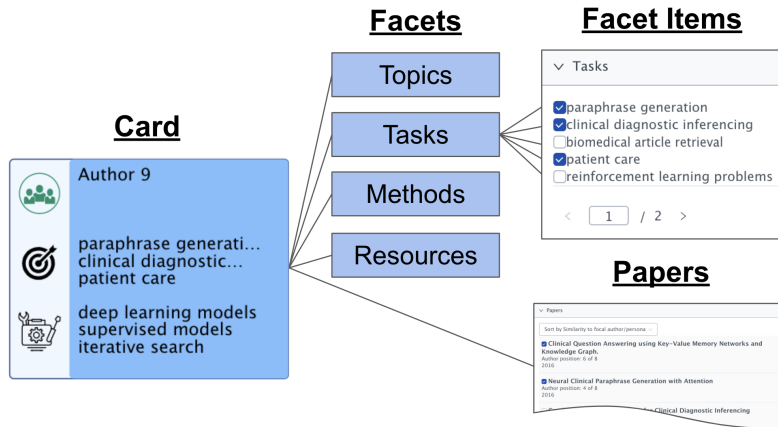 Card
Author 9
paraphrase generati...
clinical diagnostic...
patient care
deep learning models
supervised models
iterative search
Facets
Topics
Tasks
Methods
Resources
Facet Items
Tasks
paraphrase generation
clinical diagnostic inferencing
biomedical article retrieval
patient care
reinforcement learning problems
< 1 / 2 >
Papers
Papers
Sort by Similarity to focal author/persona
Clinical Question Answering using Key-Value Memory Networks and
Knowledge Graph.
Author position: 6 of 8
2016
Neural Clinical Paraphrase Generation with Attention
Author position: 4 of 8
2016
Clinical Diagnostic Inferencing